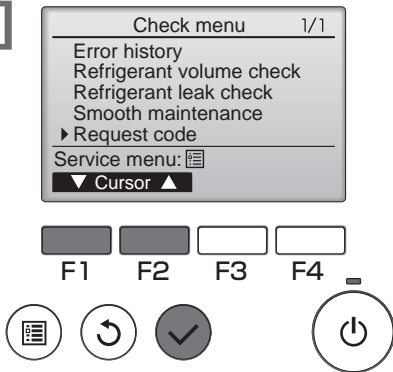 Check menu 1/1
Error history
Refrigerant volume check
Refrigerant leak check
Smooth maintenance
Request code
Service menu:
▼ Cursor ▲
F1 F2 F3 F4